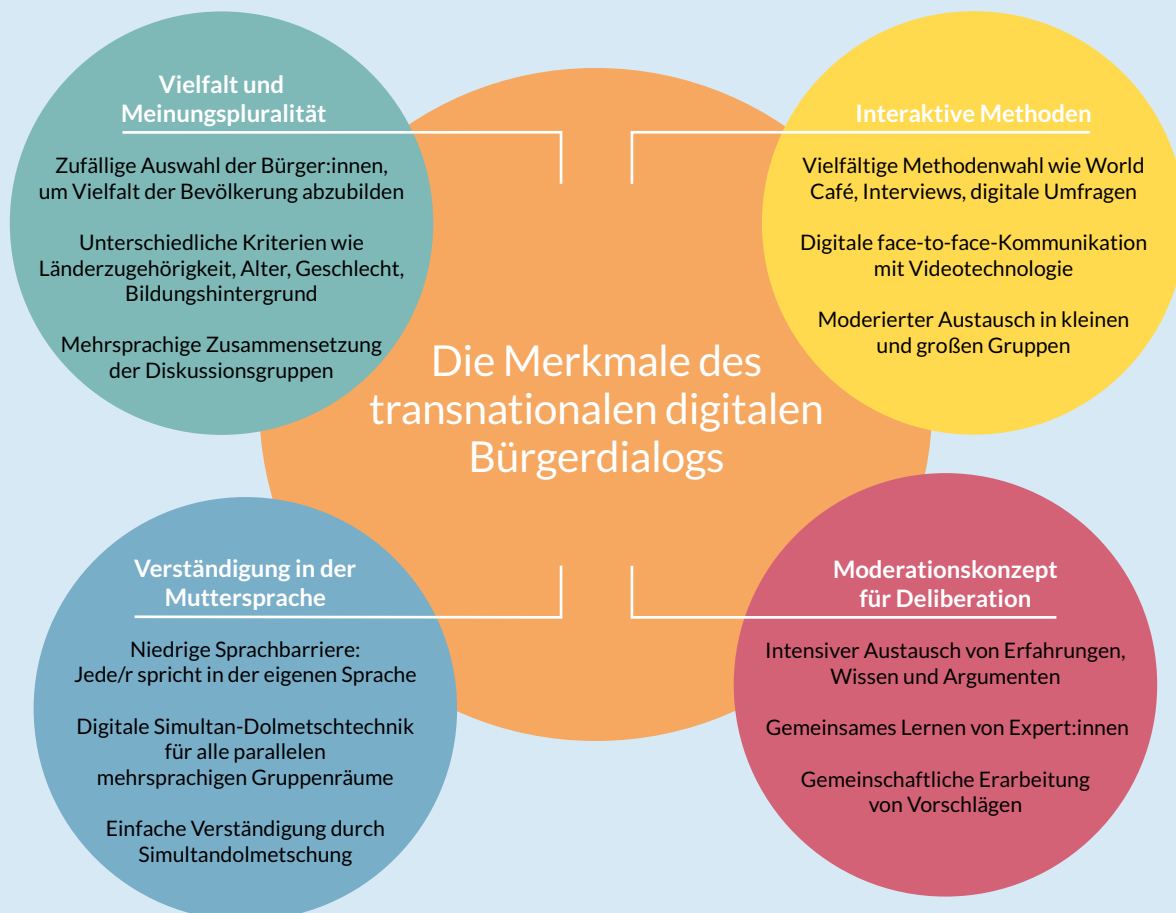 Vielfalt und
Meinungspluralität
Zufällige Auswahl der Bürger:innen,
um Vielfalt der Bevölkerung abzubilden
Unterschiedliche Kriterien wie
Länderzugehörigkeit, Alter, Geschlecht,
Bildungshintergrund
Mehrsprachige Zusammensetzung
der Diskussionsgruppen
Interaktive Methoden
Vielfältige Methodenwahl wie World
Café, Interviews, digitale Umfragen
Digitale face-to-face-Kommunikation
mit Videotechnologie
Moderierter Austausch in kleinen
und großen Gruppen
Die Merkmale des
transnationalen digitalen
Bürgerdialogs
Verständigung in der
Muttersprache
Niedrige Sprachbarriere:
Jede/r spricht in der eigenen Sprache
Digitale Simultan-Dolmetschtechnik
für alle parallelen
mehrsprachigen Gruppenräume
Einfache Verständigung durch
Simultandolmetschung
Moderationskonzept
für Deliberation
Intensiver Austausch von Erfahrungen,
Wissen und Argumenten
Gemeinsames Lernen von Expert:innen
Gemeinschaftliche Erarbeitung
von Vorschlägen